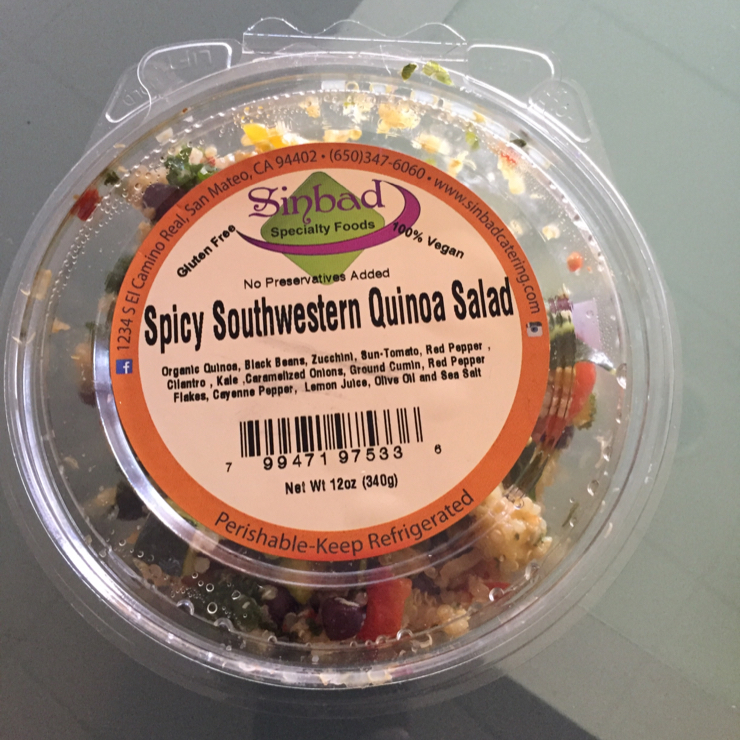 1234 S El Camino Real, San Mateo, CA 94402 • (650)347-6060 • www.sinbadcatering.com
Sinbad
Specialty Foods
Gluten Free
100% Vegan
No Preservatives Added
Spicy Southwestern Quinoa Salad
Organic Quinoa, Black Beans, Zucchini, Sun-Tomato, Red Pepper ,
Cilantro , Kale ,Caramelized Onions, Ground Cumin, Red Pepper
Flakes, Cayenne Pepper, Lemon Juice, Olive Oil and Sea Salt
7 99471 97533 6
Net Wt 12oz (340g)
Perishable-Keep Refrigerated
f